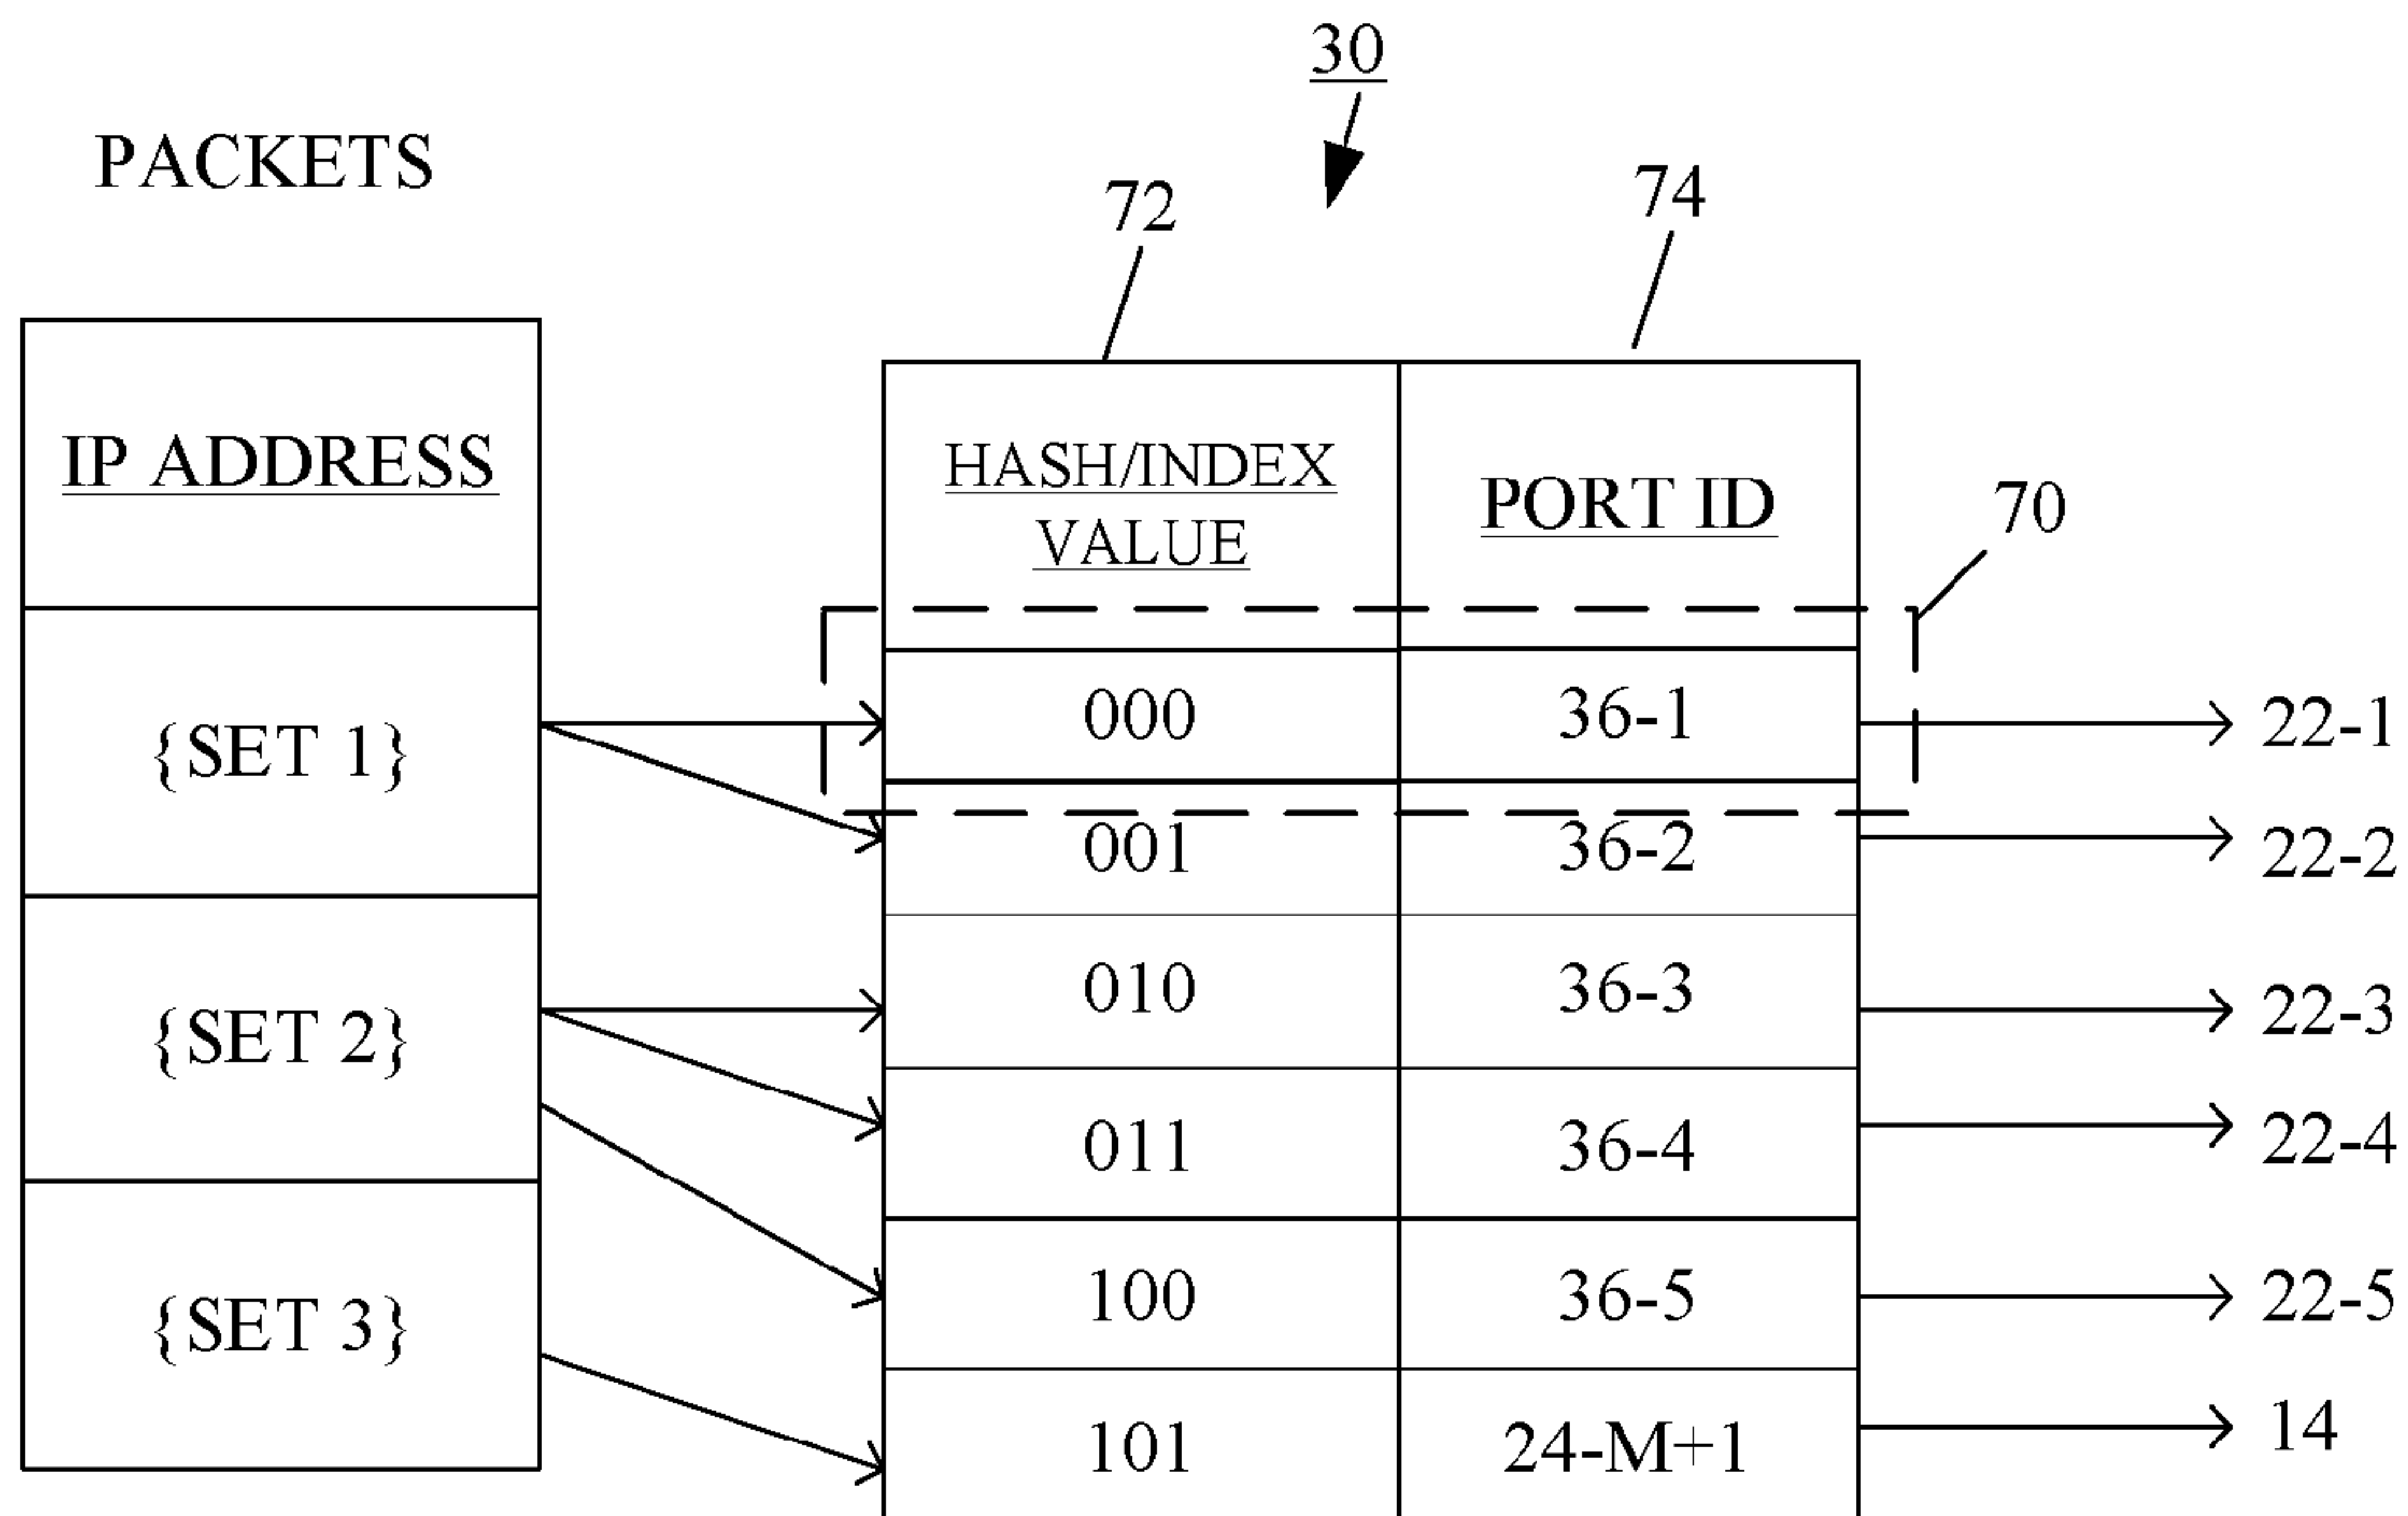 30
PACKETS
72
74
IP ADDRESS
HASH/INDEX
VALUE
PORT ID
70
{SET 1}
{SET 2}
{SET 3}
000 36-1 22-1
001 36-2 22-2
010 36-3 22-3
011 36-4 22-4
100 36-5 22-5
101 24-M+1 14